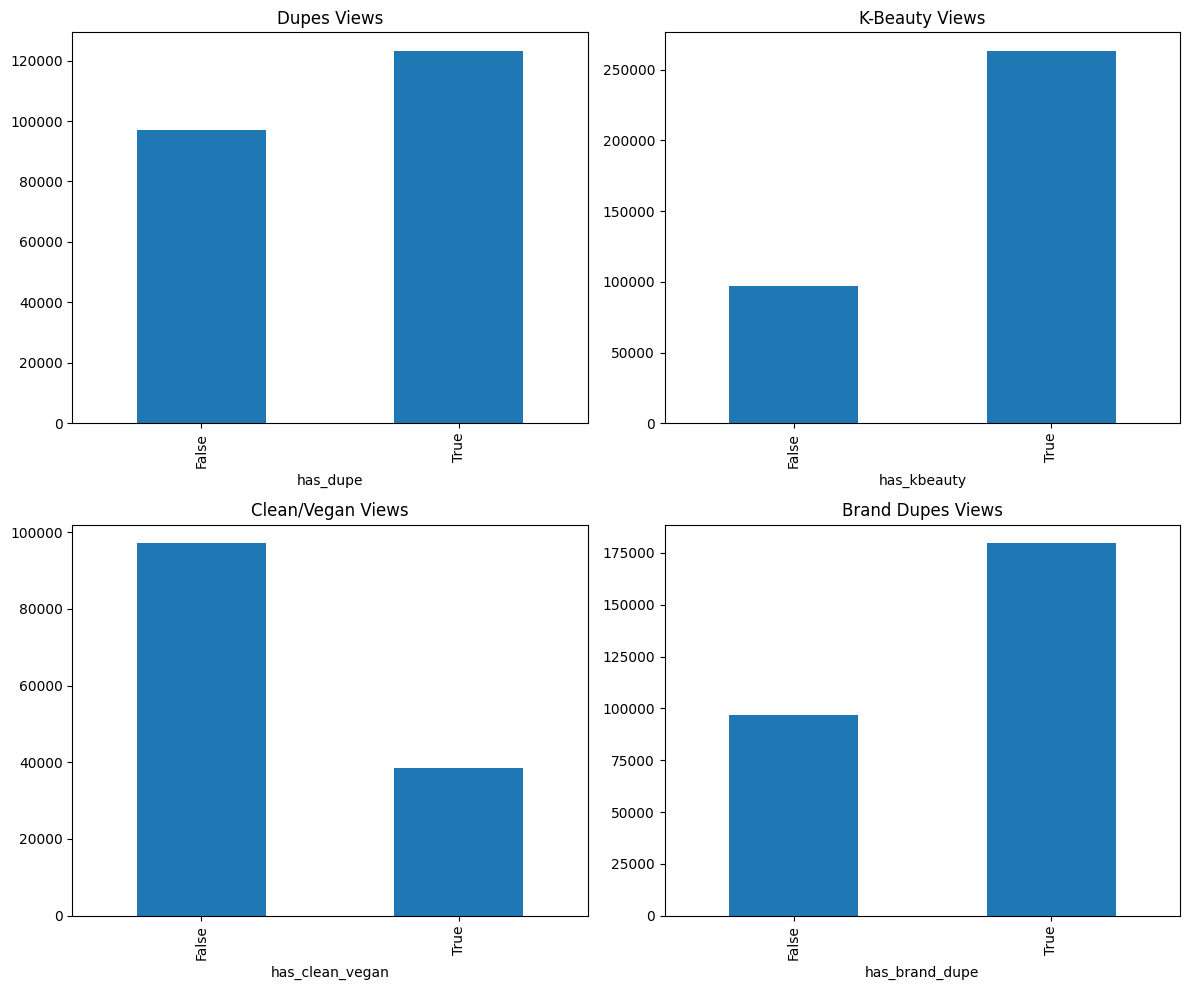 Dupes Views
120000
100000
80000
60000
40000
20000
0
False
True
has_dupe
K-Beauty Views
250000
200000
150000
100000
50000
0
False
True
has_kbeauty
Clean/Vegan Views
100000
80000
60000
40000
20000
0
False
True
has_clean_vegan
Brand Dupes Views
175000
150000
125000
100000
75000
50000
25000
0
False
True
has_brand_dupe